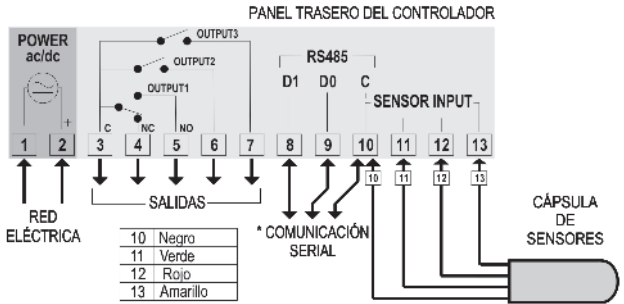 PANEL TRASERO DEL CONTROLADOR
POWER
ac/dc
+
OUTPUT3
OUTPUT2
OUTPUT1
C NC NO
RS485
D1 D0 C
SENSOR INPUT
1 2 3 4 5 6 7 8 9 10 11 12 13
10 11 12 13
RED
ELÉCTRICA
SALIDAS
* COMUNICACIÓN
SERIAL
CÁPSULA
DE
SENSORES
10 Negro
11 Verde
12 Rojo
13 Amarillo